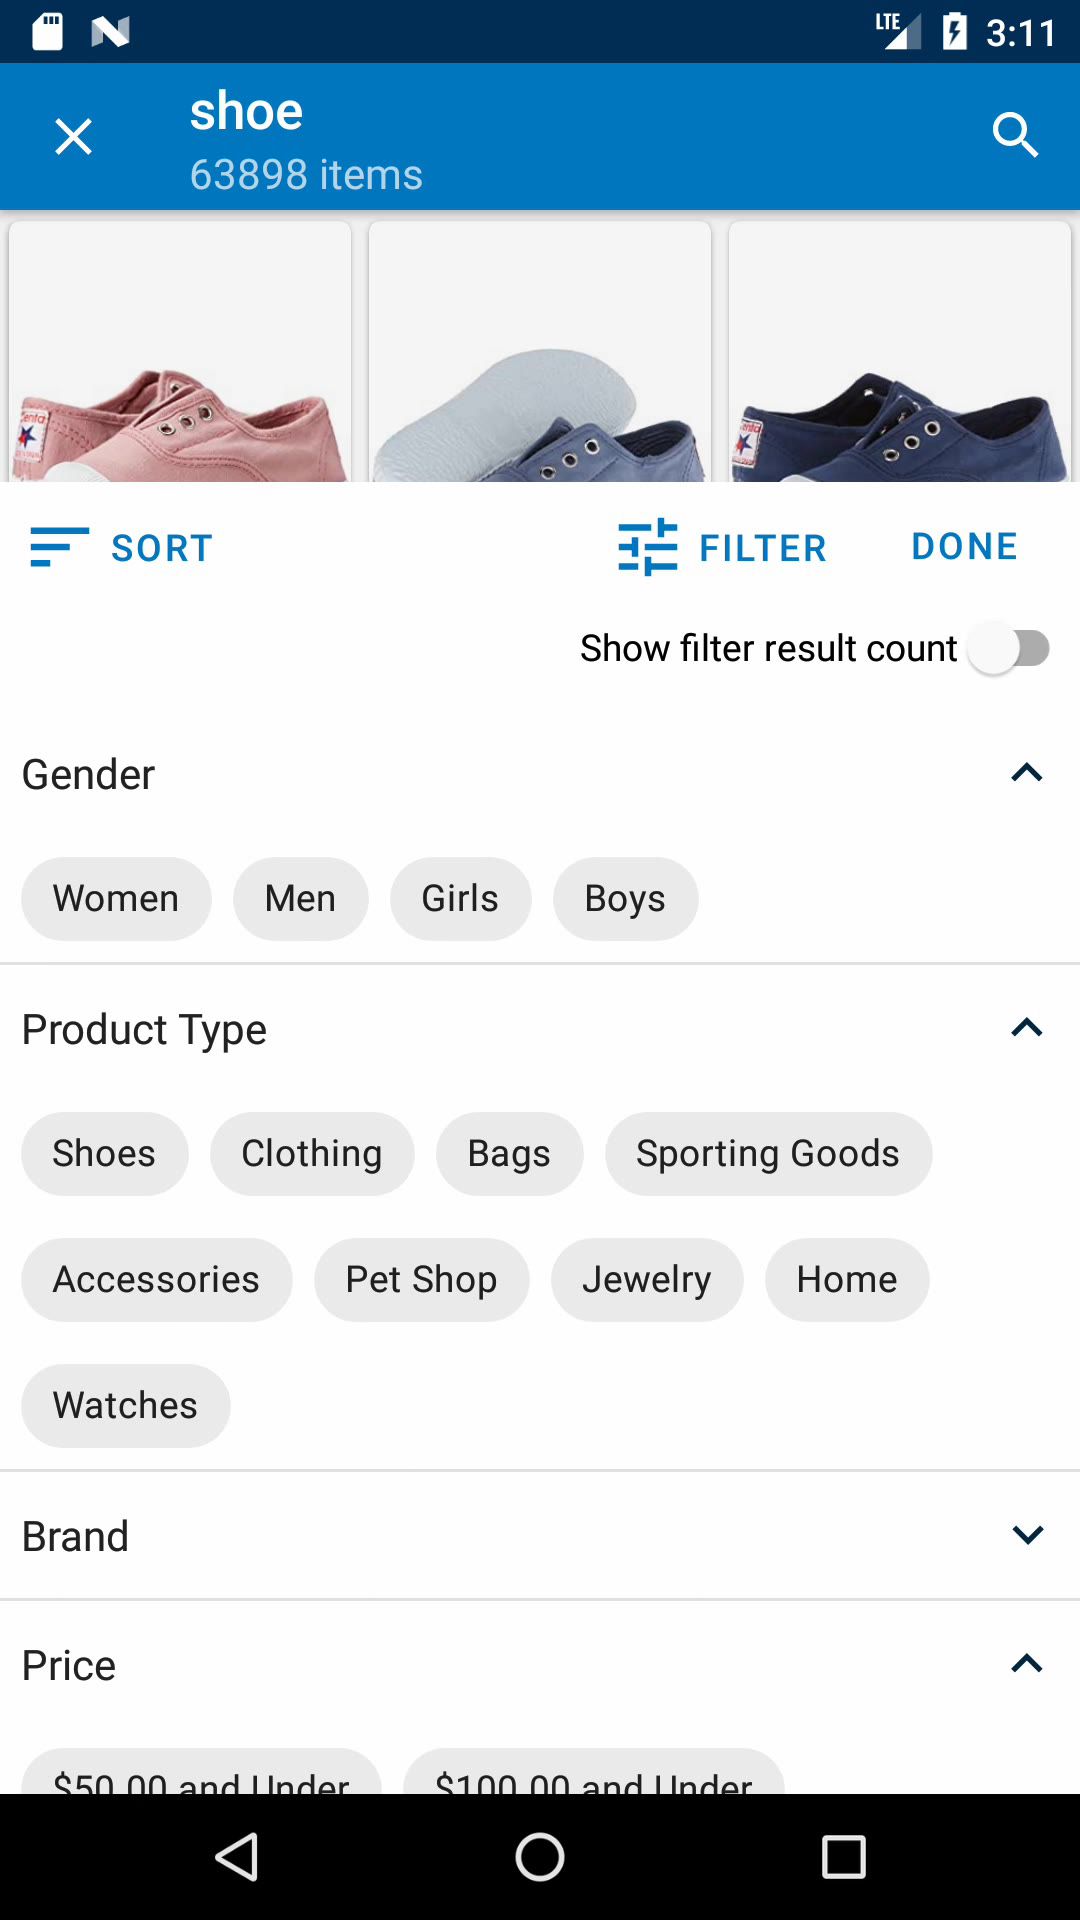 LTE 3:11
shoe
63898 items
SORT FILTER DONE
Show filter result count
Gender
Women Men Girls Boys
Product Type
Shoes Clothing Bags Sporting Goods
Accessories Pet Shop Jewelry Home
Watches
Brand
Price
$50.00 and Under $100.00 and Under